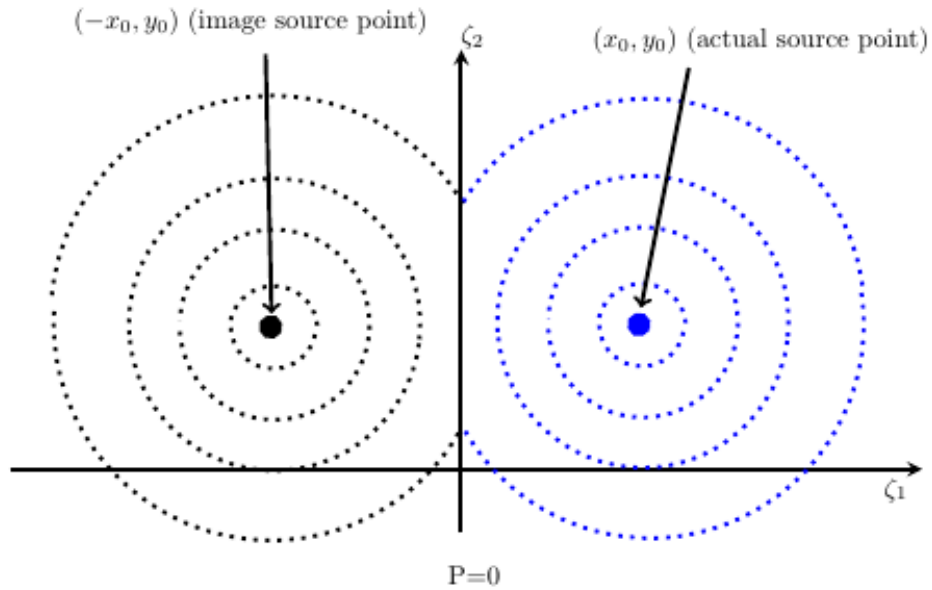 (−x₀, y₀) (image source point)
ζ₂
(x₀, y₀) (actual source point)
ζ₁
P=0